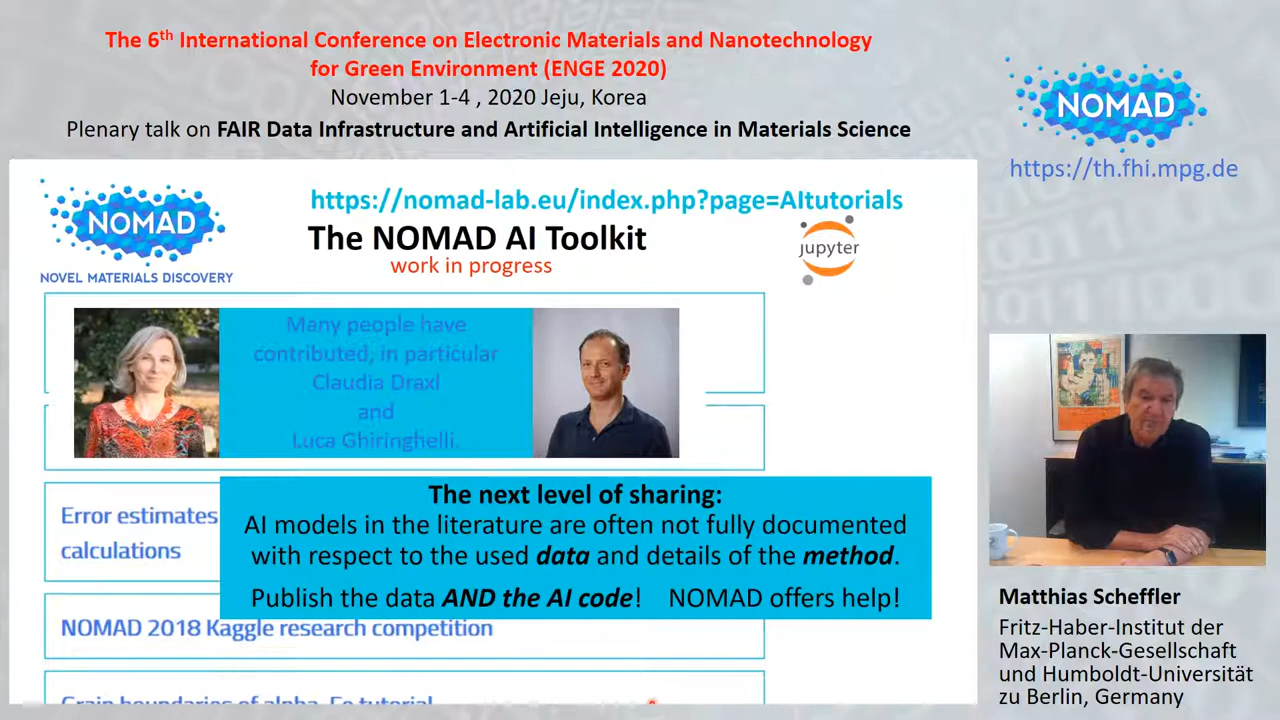 The 6th International Conference on Electronic Materials and Nanotechnology
for Green Environment (ENGE 2020)
November 1-4 , 2020 Jeju, Korea
Plenary talk on FAIR Data Infrastructure and Artificial Intelligence in Materials Science
NOMAD
https://th.fhi.mpg.de
NOMAD
NOVEL MATERIALS DISCOVERY
https://nomad-lab.eu/index.php?page=AItutorials
The NOMAD AI Toolkit
work in progress
jupyter
Many people have
contributed, in particular
Claudia Draxl
and
Luca Ghiringhelli.
Error estimates
calculations
The next level of sharing:
AI models in the literature are often not fully documented
with respect to the used data and details of the method.
Publish the data AND the AI code! NOMAD offers help!
NOMAD 2018 Kaggle research competition
Grain boundaries of alpha-Fe tutorial
Matthias Scheffler
Fritz-Haber-Institut der
Max-Planck-Gesellschaft
und Humboldt-Universität
zu Berlin, Germany